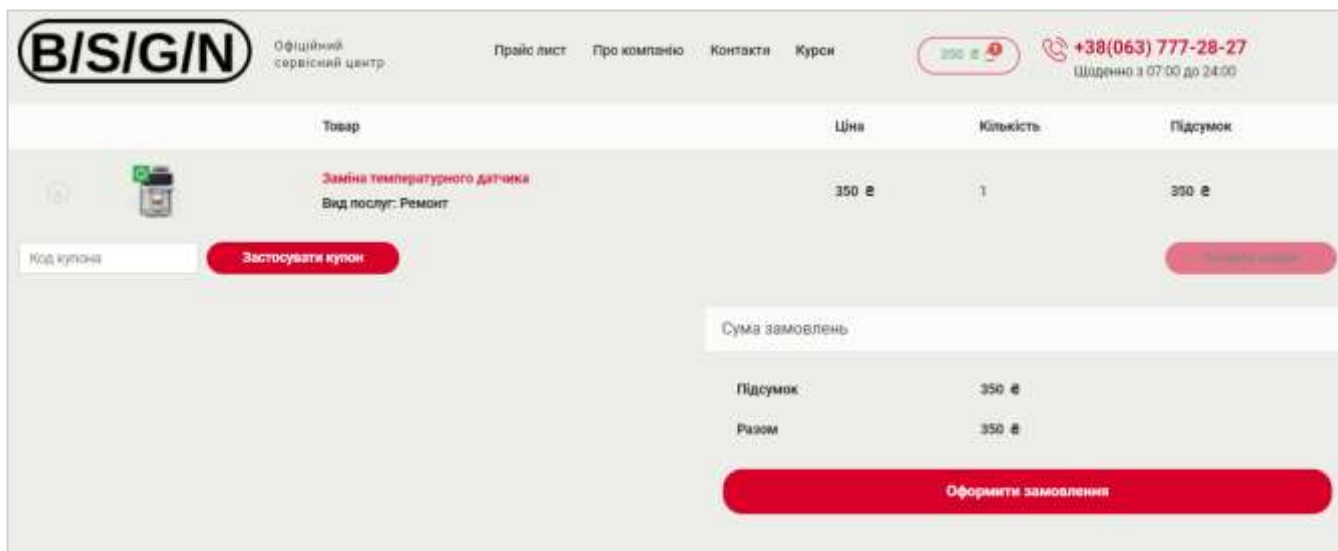 B/S/G/N
Офіційний
сервісний центр
Прайс лист Про компанію Контакти Курси
350 ₴
+38(063) 777-28-27
Щоденно з 07:00 до 24:00
Товар Ціна Кількість Підсумок
Заміна температурного датчика
Вид послуг: Ремонт
350 ₴ 1 350 ₴
Код купона Застосувати купон
Сума замовлень
Підсумок 350 ₴
Разом 350 ₴
Оформити замовлення